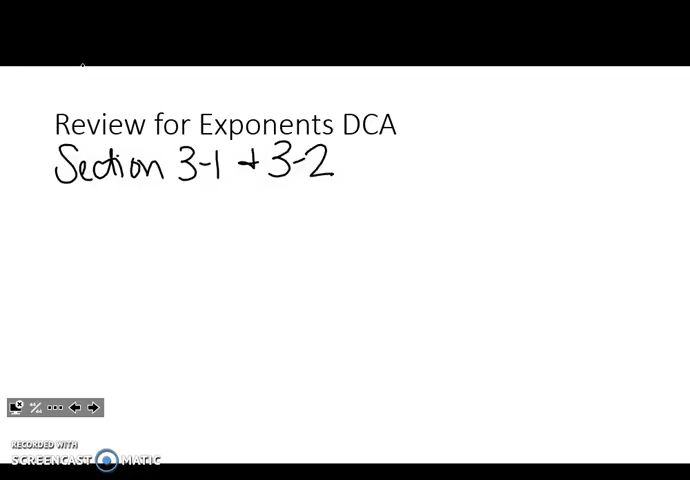 Review for Exponents DCA
Section 3-1 + 3-2
RECORDED WITH
SCREENCAST MATIC